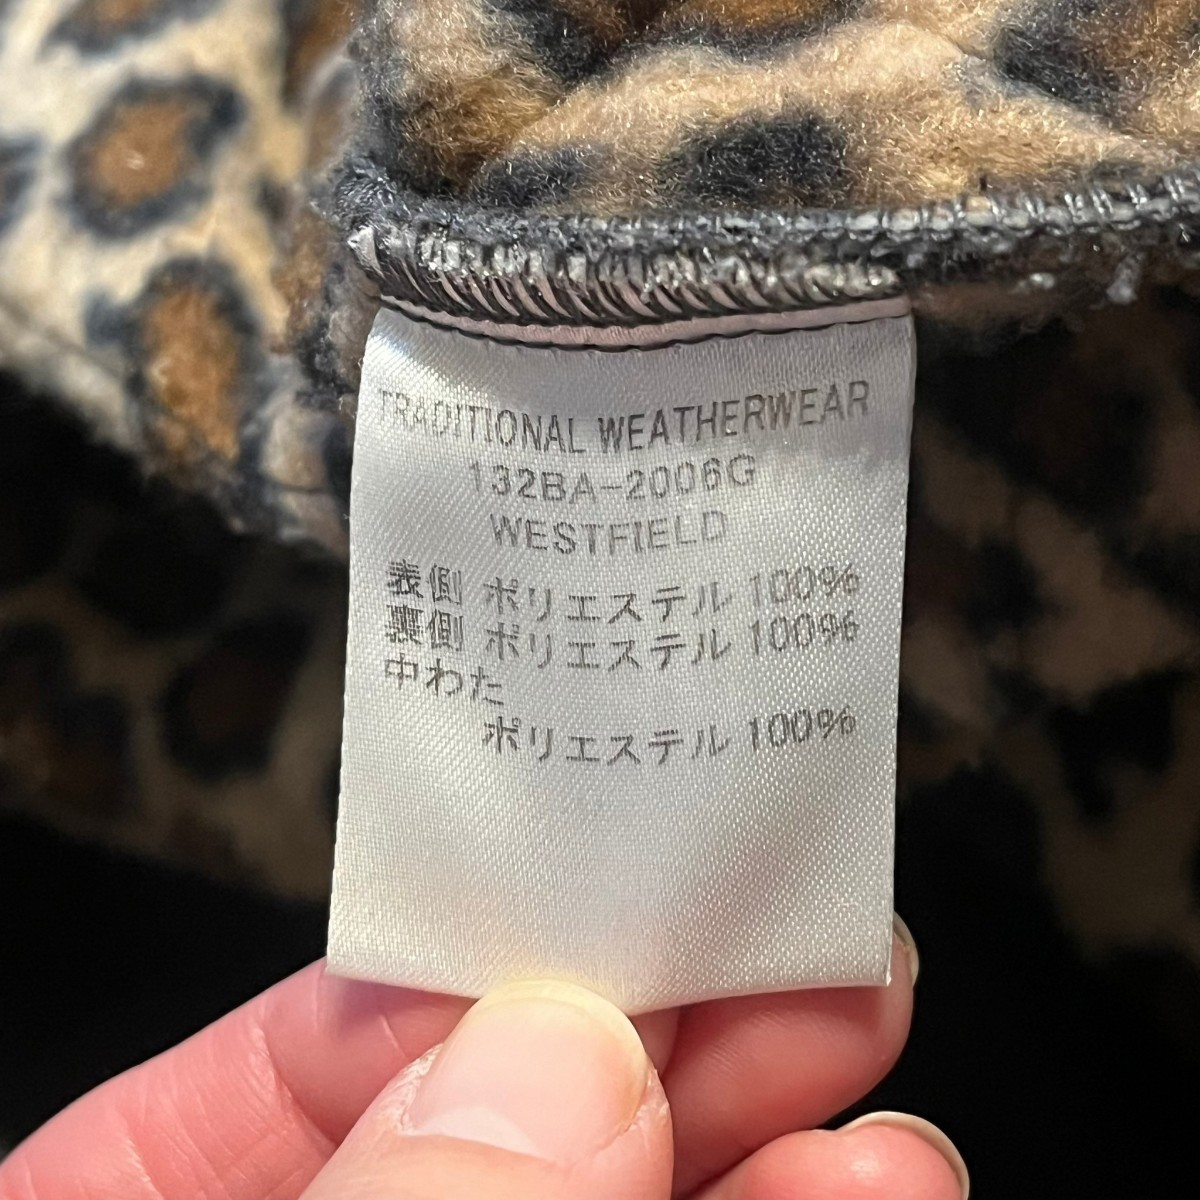 TRADITIONAL WEATHERWEAR
132BA-2006G
WESTFIELD
表側 ポリエステル 100%
裏側 ポリエステル 100%
中わた
ポリエステル 100%